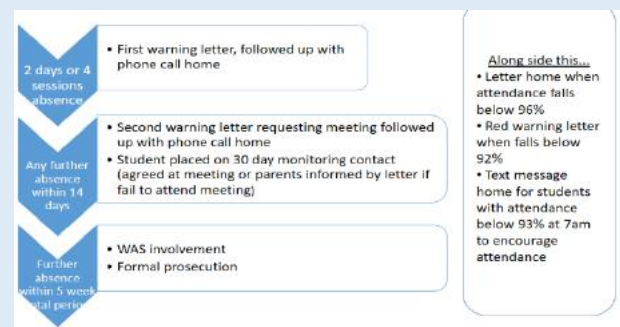 2 days or 4
sessions
absence
• First warning letter, followed up with
phone call home
Any further
absence
within 14
days
• Second warning letter requesting meeting followed
up with phone call home
• Student placed on 30 day monitoring contact
(agreed at meeting or parents informed by letter if
fail to attend meeting)
Further
absence
within 5 week
total period
• WAS involvement
• Formal prosecution
Along side this...
• Letter home when
attendance falls
below 96%
• Red warning letter
when falls below
92%
• Text message
home for students
with attendance
below 93% at 7am
to encourage
attendance